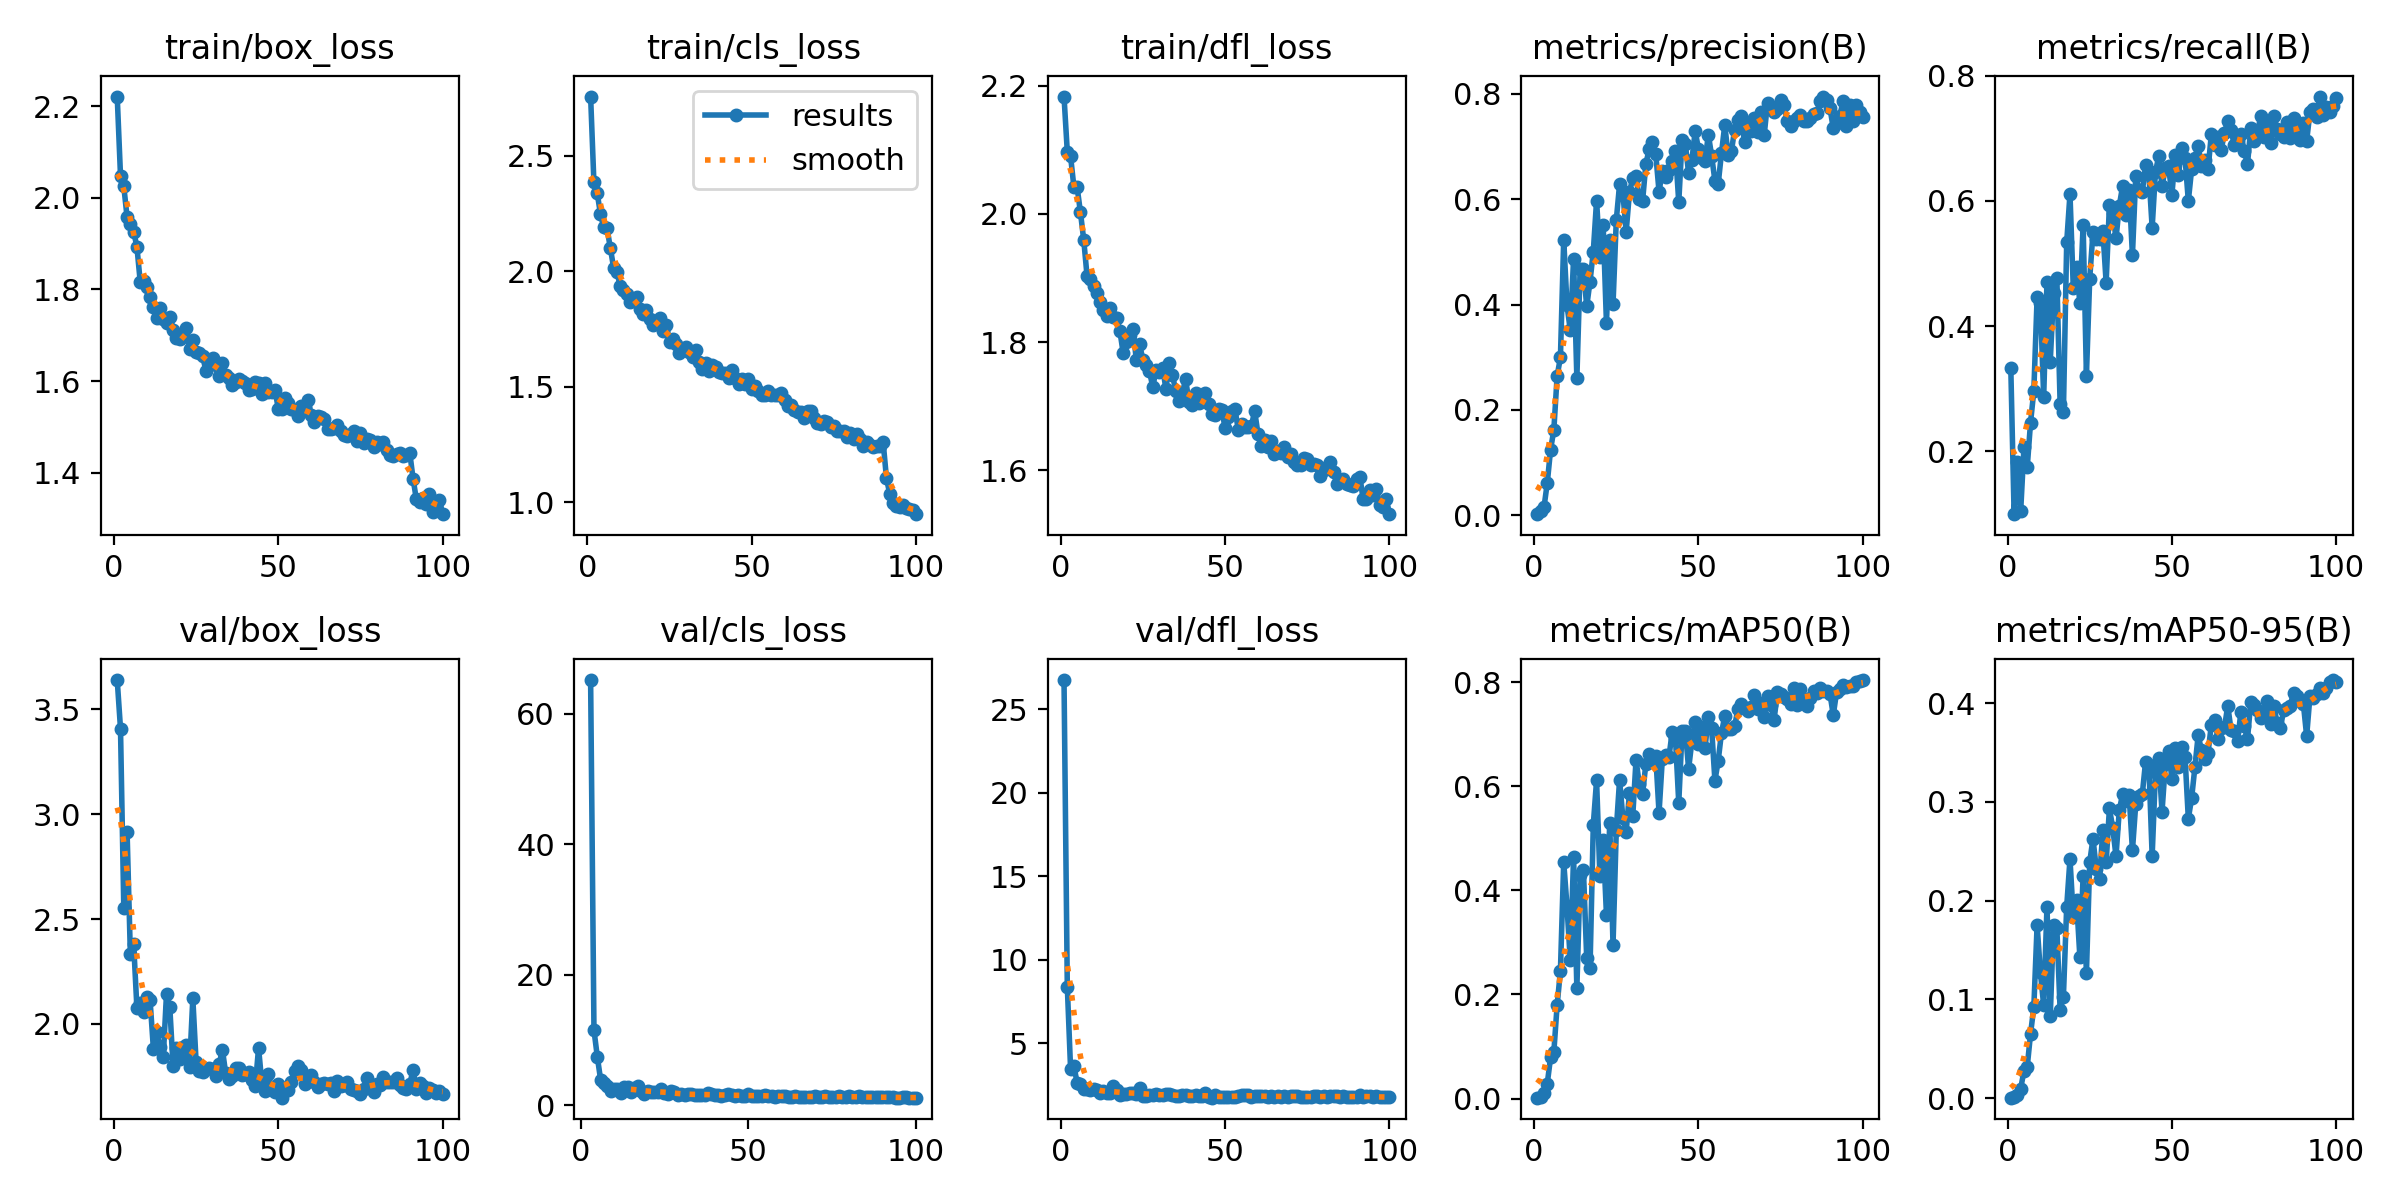 train/box_loss
2.2
2.0
1.8
1.6
1.4
0 50 100
train/cls_loss
results
smooth
2.5
2.0
1.5
1.0
0 50 100
train/dfl_loss
2.2
2.0
1.8
1.6
0 50 100
metrics/precision(B)
0.8
0.6
0.4
0.2
0.0
0 50 100
metrics/recall(B)
0.8
0.6
0.4
0.2
0 50 100
val/box_loss
3.5
3.0
2.5
2.0
0 50 100
val/cls_loss
60
40
20
0
0 50 100
val/dfl_loss
25
20
15
10
5
0 50 100
metrics/mAP50(B)
0.8
0.6
0.4
0.2
0.0
0 50 100
metrics/mAP50-95(B)
0.4
0.3
0.2
0.1
0.0
0 50 100